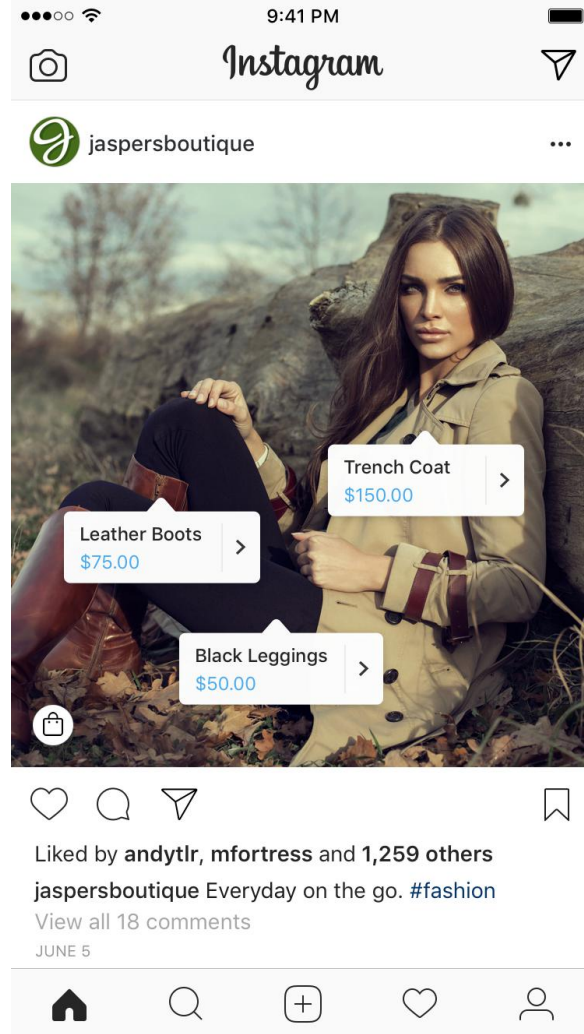 9:41 PM
Instagram
jaspersboutique
Trench Coat
$150.00
Leather Boots
$75.00
Black Leggings
$50.00
Liked by andytlr, mfortress and 1,259 others
jaspersboutique Everyday on the go. #fashion
View all 18 comments
JUNE 5